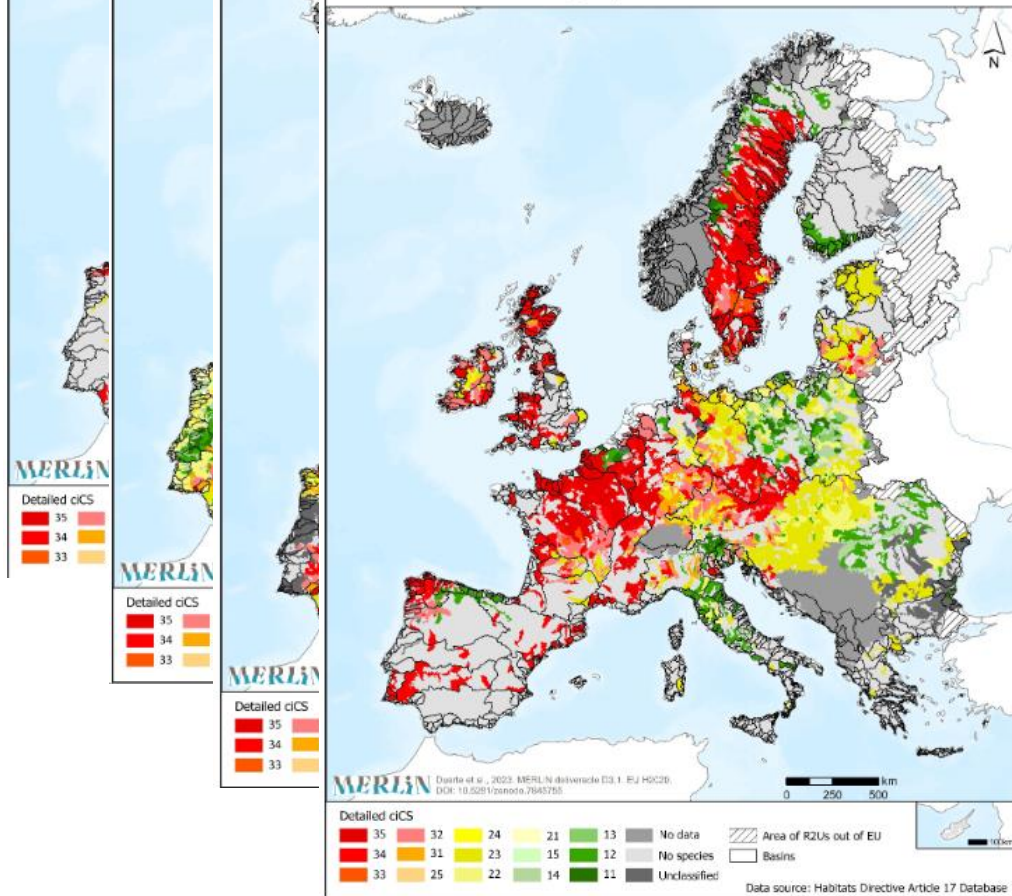 MERLIN
Detailed ciCS
35
34
33
MERLIN
Detailed ciCS
35
34
33
MERLIN
Detailed ciCS
35
34
33
N
MERLIN Duarte et al., 2023. MERLIN deliverable D3.1. EU H2020.
DOI: 10.5281/zenodo.7843755
km
0 250 500
Detailed ciCS
35 32 24 21 13 No data Area of R2Us out of EU
34 31 23 15 12 No species Basins
33 25 22 14 11 Unclassified
100km
Data source: Habitats Directive Article 17 Database